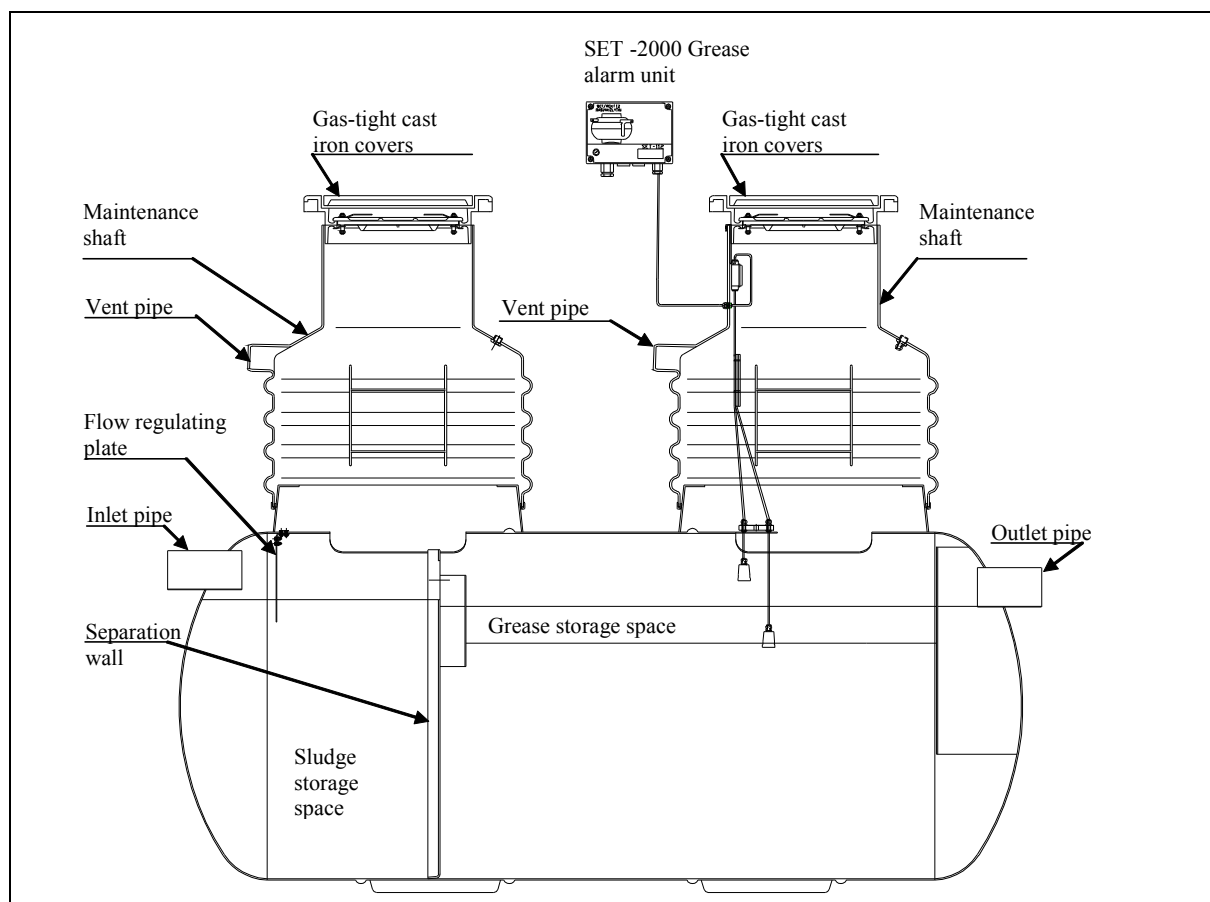 SET -2000 Grease
alarm unit
Gas-tight cast
iron covers
Gas-tight cast
iron covers
Maintenance
shaft
Maintenance
shaft
Vent pipe
Vent pipe
Flow regulating
plate
Inlet pipe
Outlet pipe
Separation
wall
Grease storage space
Sludge
storage
space